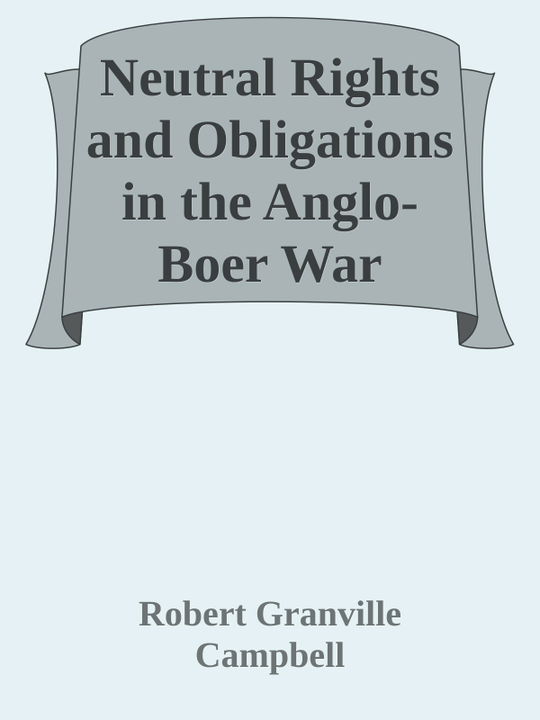 Neutral Rights
and Obligations
in the Anglo-
Boer War
Robert Granville
Campbell